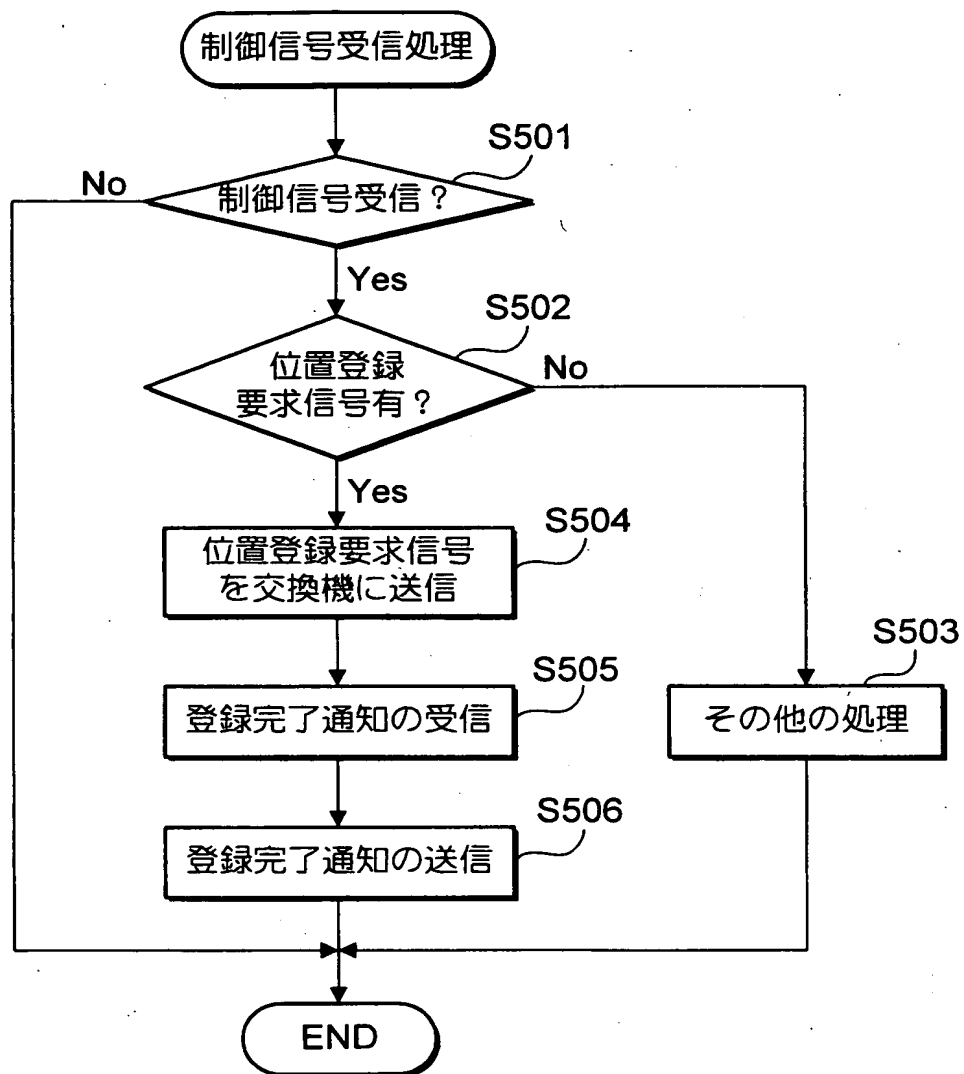 制御信号受信処理
S501
No
制御信号受信？
Yes
S502
位置登録
要求信号有？
No
Yes
S504
位置登録要求信号
を交換機に送信
S503
S505
登録完了通知の受信
その他の処理
S506
登録完了通知の送信
END